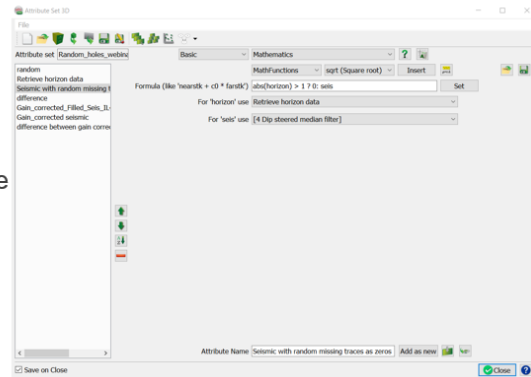 Attribute Set 3D
File
Attribute set Random_holes_webina Basic Mathematics ?
random
MathFunctions sqrt (Square root) Insert
Retrieve horizon data
Seismic with random missing t
Formula (like 'nearstk + c0 * farstk') abs(horizon) > 1 ? 0: seis Set
difference
Gain_corrected_Filled_Seis_IL-
For 'horizon' use Retrieve horizon data
Gain_corrected seismic
difference between gain correc
For 'seis' use [4 Dip steered median filter]
e
Attribute Name Seismic with random missing traces as zeros Add as new
Save on Close
Close ?